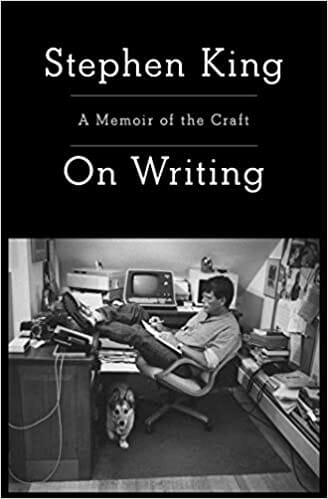 Stephen King
A Memoir of the Craft
On Writing